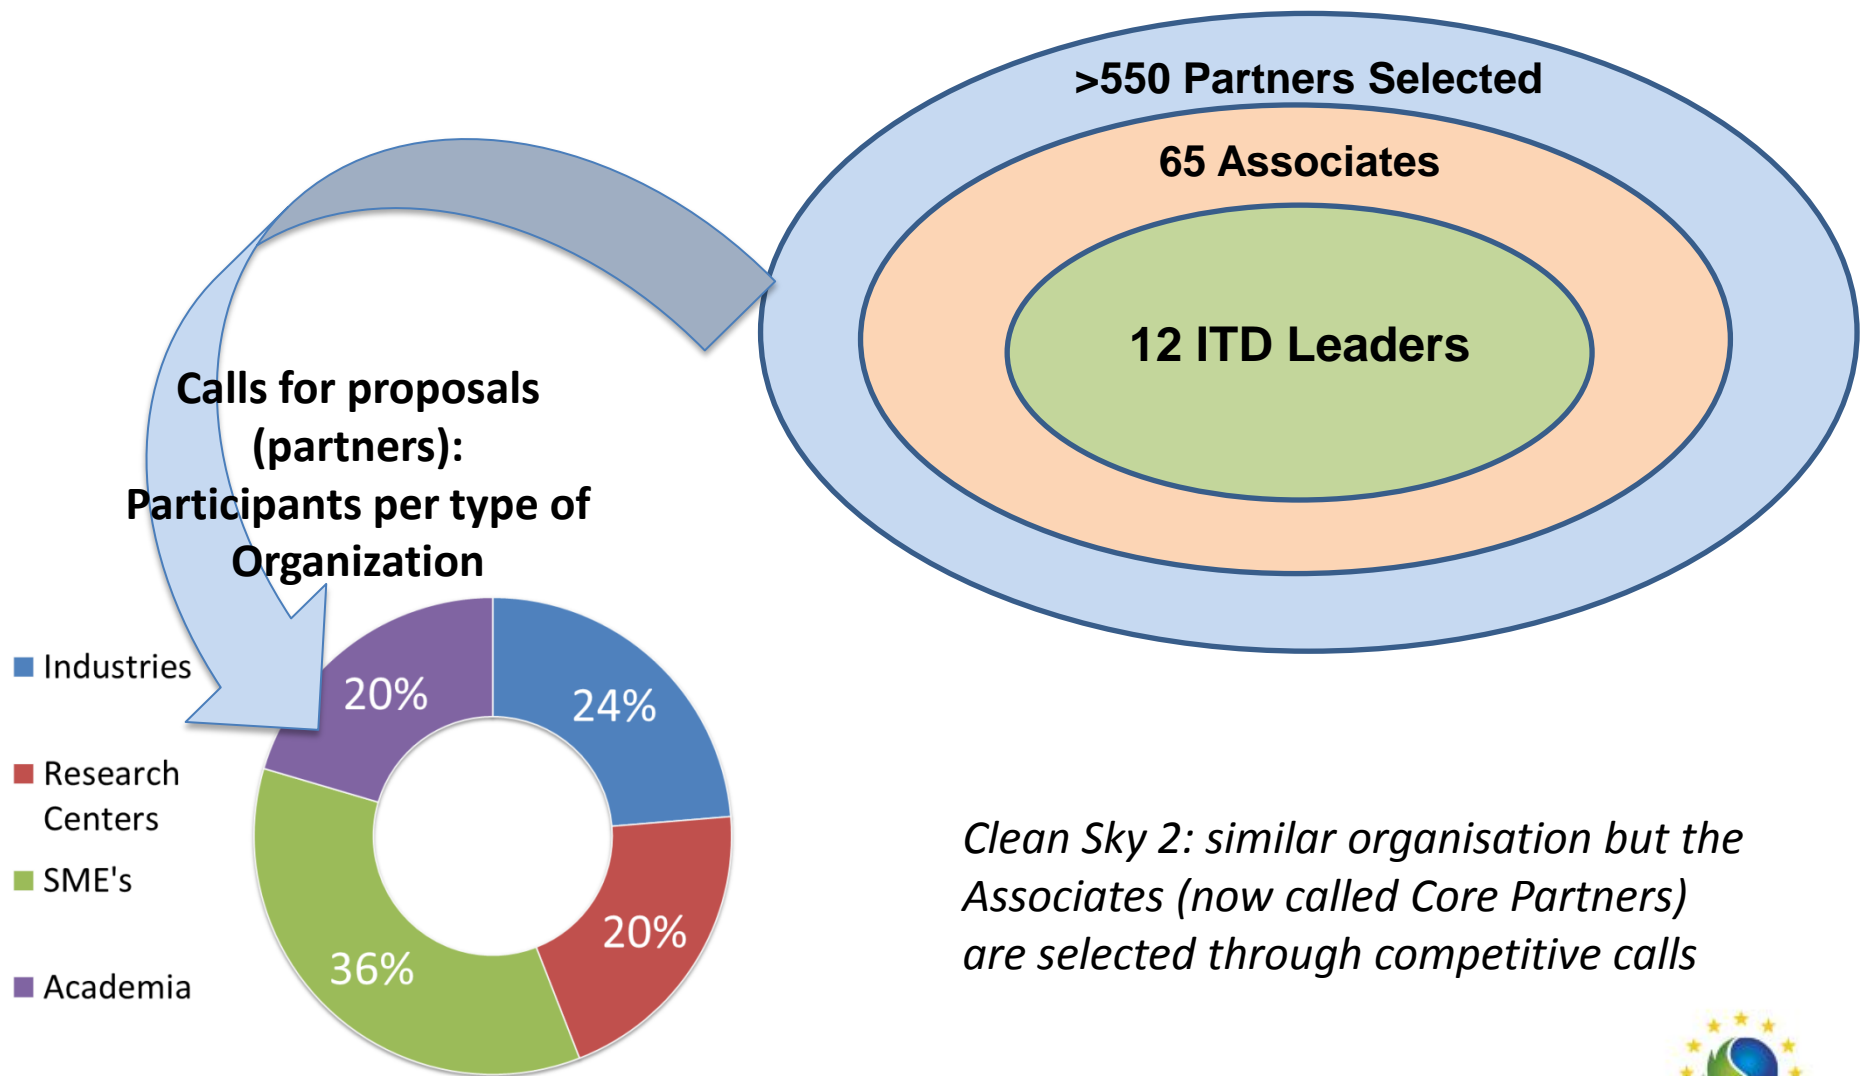 >550 Partners Selected
65 Associates
12 ITD Leaders
Calls for proposals
(partners):
Participants per type of
Organization
Industries
Research
Centers
SME's
Academia
20%
24%
36%
20%
Clean Sky 2: similar organisation but the
Associates (now called Core Partners)
are selected through competitive calls